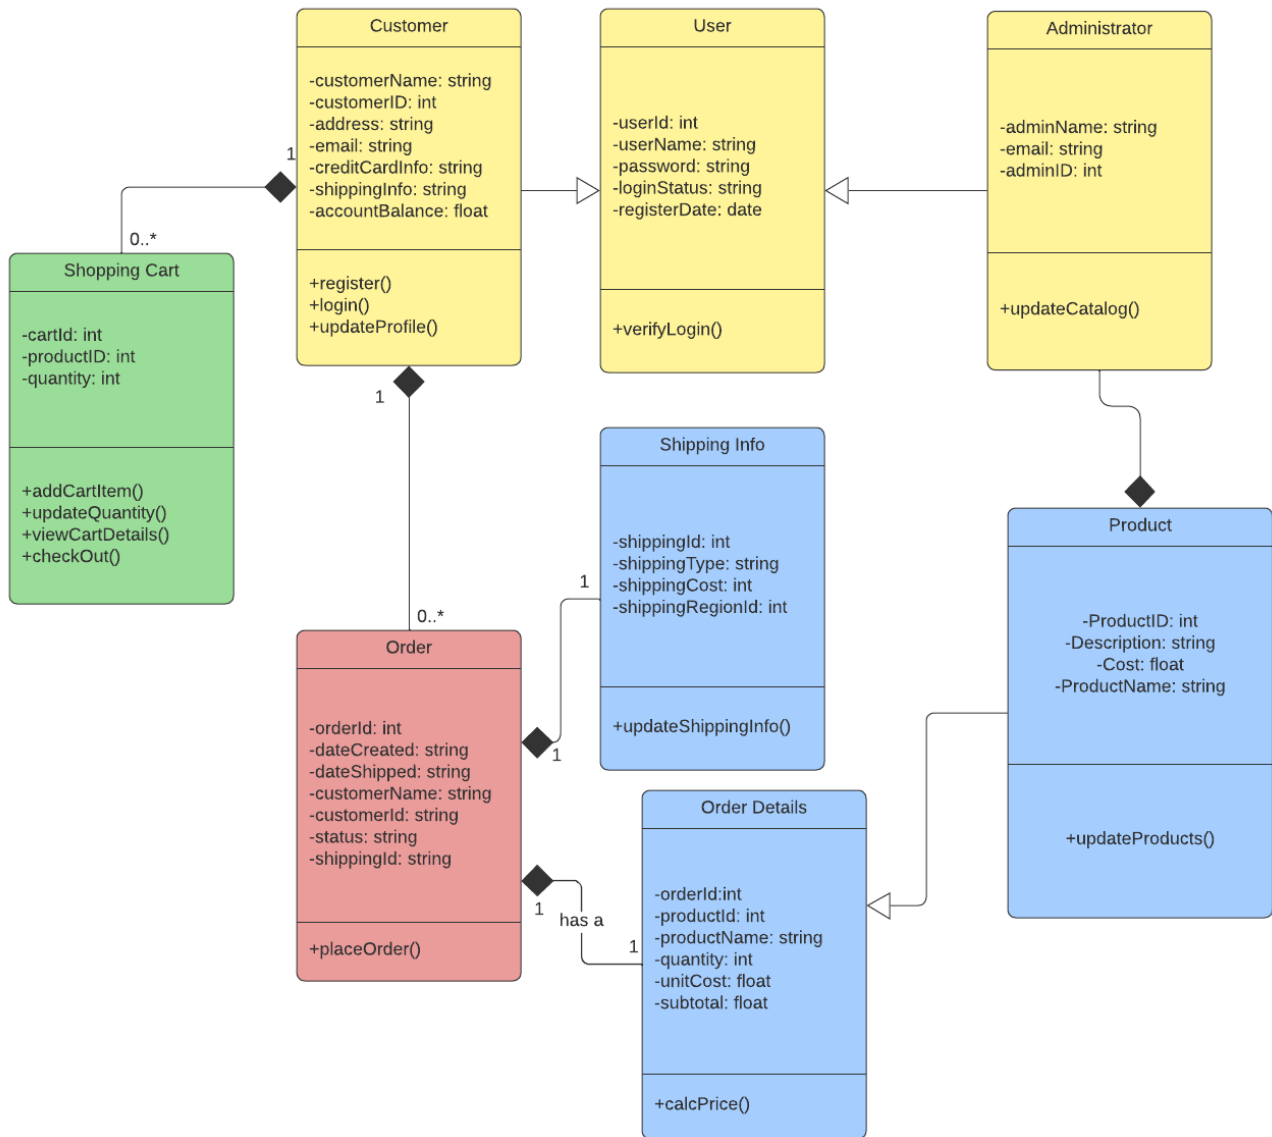 Customer
-customerName: string
-customerID: int
-address: string
-email: string
-creditCardInfo: string
-shippingInfo: string
-accountBalance: float
+register()
+login()
+updateProfile()
User
-userId: int
-userName: string
-password: string
-loginStatus: string
-registerDate: date
+verifyLogin()
Administrator
-adminName: string
-email: string
-adminID: int
+updateCatalog()
1
0..*
Shopping Cart
-cartId: int
-productID: int
-quantity: int
+addCartItem()
+updateQuantity()
+viewCartDetails()
+checkOut()
1
0..*
Order
-orderId: int
-dateCreated: string
-dateShipped: string
-customerName: string
-customerId: string
-status: string
-shippingId: string
+placeOrder()
1
1
Shipping Info
-shippingId: int
-shippingType: string
-shippingCost: int
-shippingRegionId: int
+updateShippingInfo()
1
has a
1
Order Details
-orderId:int
-productId: int
-productName: string
-quantity: int
-unitCost: float
-subtotal: float
+calcPrice()
Product
-ProductID: int
-Description: string
-Cost: float
-ProductName: string
+updateProducts()